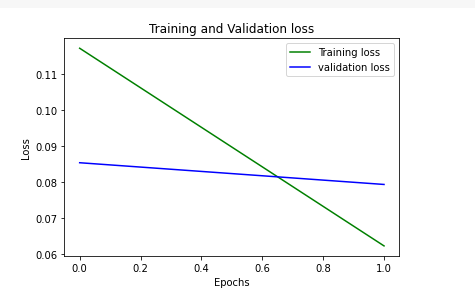 Training and Validation loss
Training loss
validation loss
0.11
0.10
0.09
0.08
0.07
0.06
Loss
0.0 0.2 0.4 0.6 0.8 1.0
Epochs